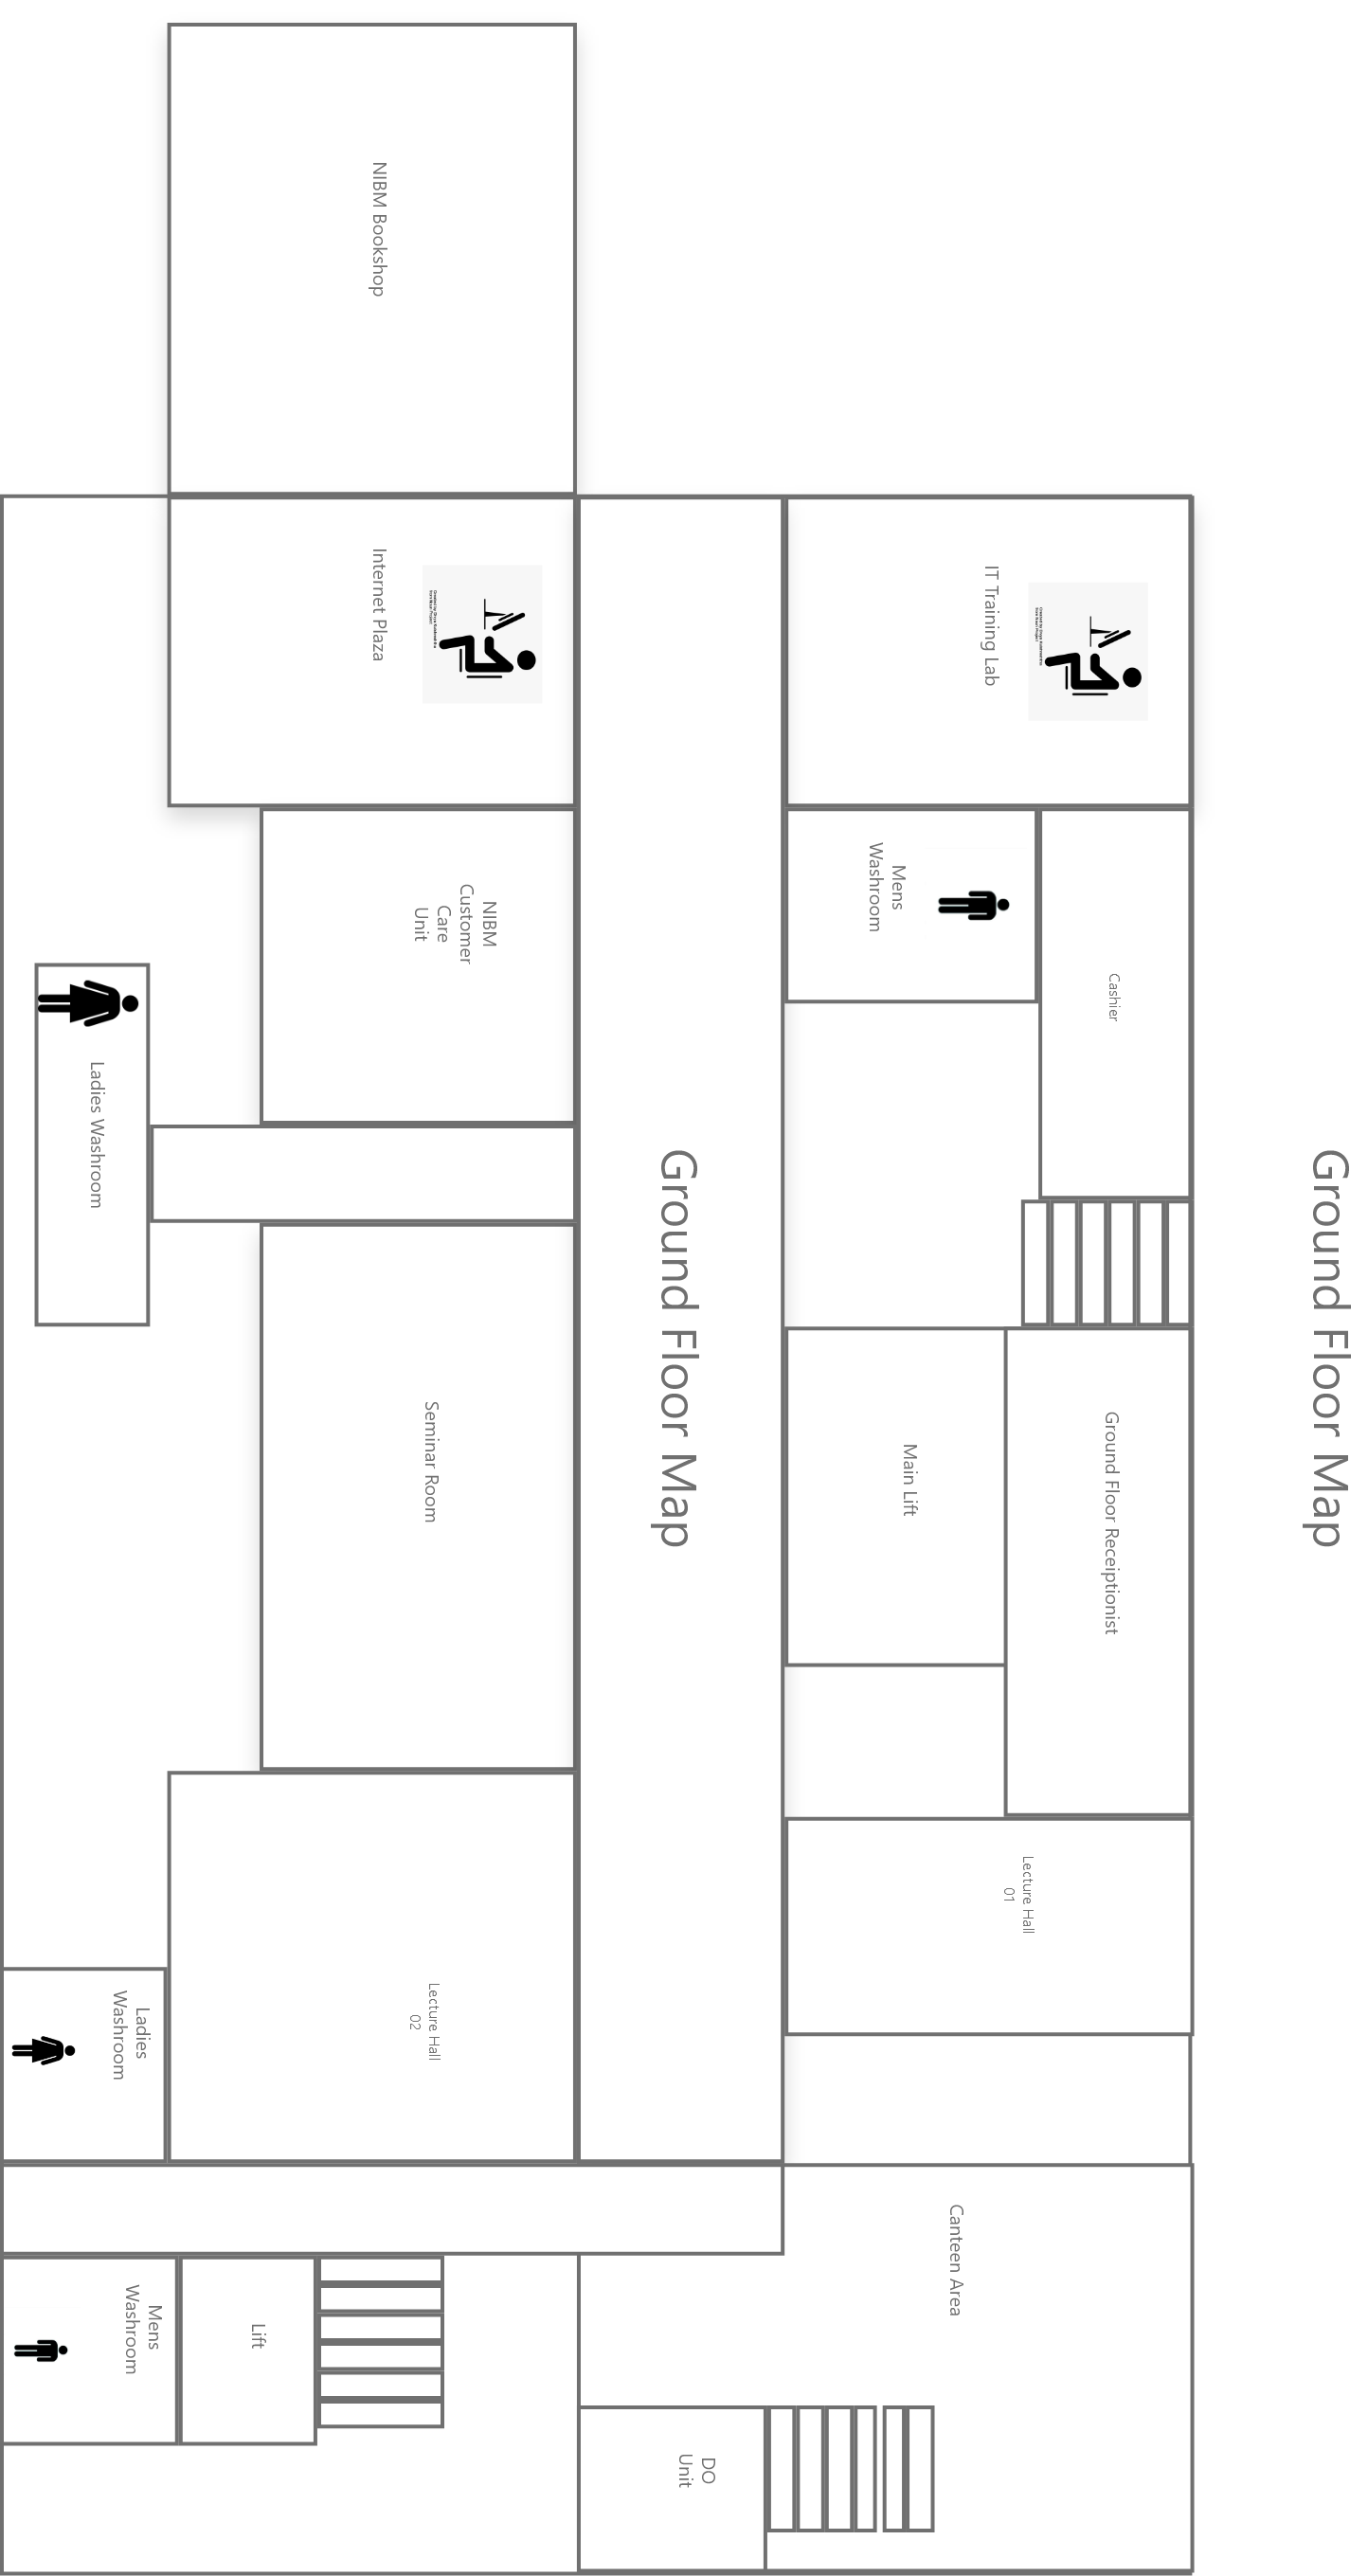 Ground Floor Map
IT Training Lab
Cashier
Mens
Washroom
Ground Floor Receiptionist
Main Lift
Lecture Hall
01
Canteen Area
Ground Floor Map
NIBM Bookshop
Internet Plaza
NIBM
Customer
Care
Unit
Seminar Room
Lecture Hall
02
DO
Unit
Ladies Washroom
Ladies
Washroom
Lift
Mens
Washroom